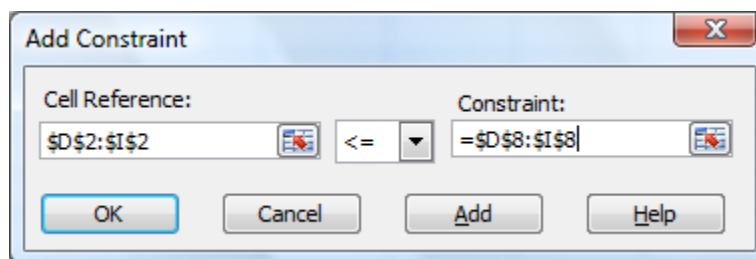 Add Constraint
Cell Reference: Constraint:
$D$2:$I$2 <= =$D$8:$I$8
OK Cancel Add Help